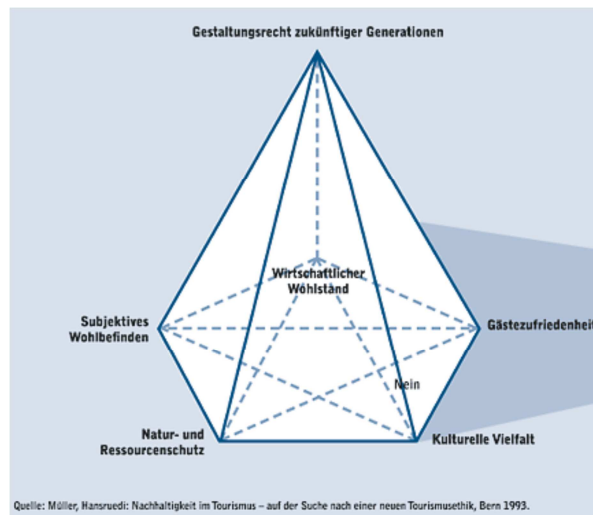 Gestaltungsrecht zukünftiger Generationen
Wirtschaftlicher
Wohlstand
Subjektives
Wohlbefinden
Gästezufriedenheit
Nein
Natur- und
Ressourcenschutz
Kulturelle Vielfalt
Quelle: Müller, Hansruedi: Nachhaltigkeit im Tourismus – auf der Suche nach einer neuen Tourismusethik, Bern 1993.